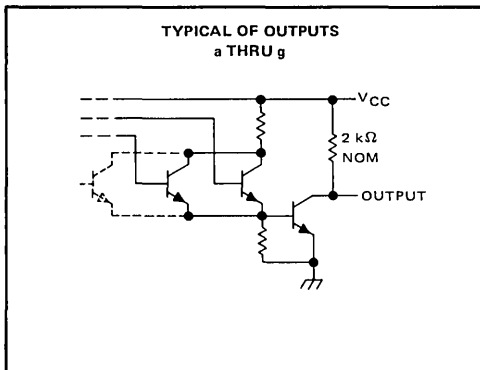 TYPICAL OF OUTPUTS
a THRU g
VCC
2 kΩ
NOM
OUTPUT